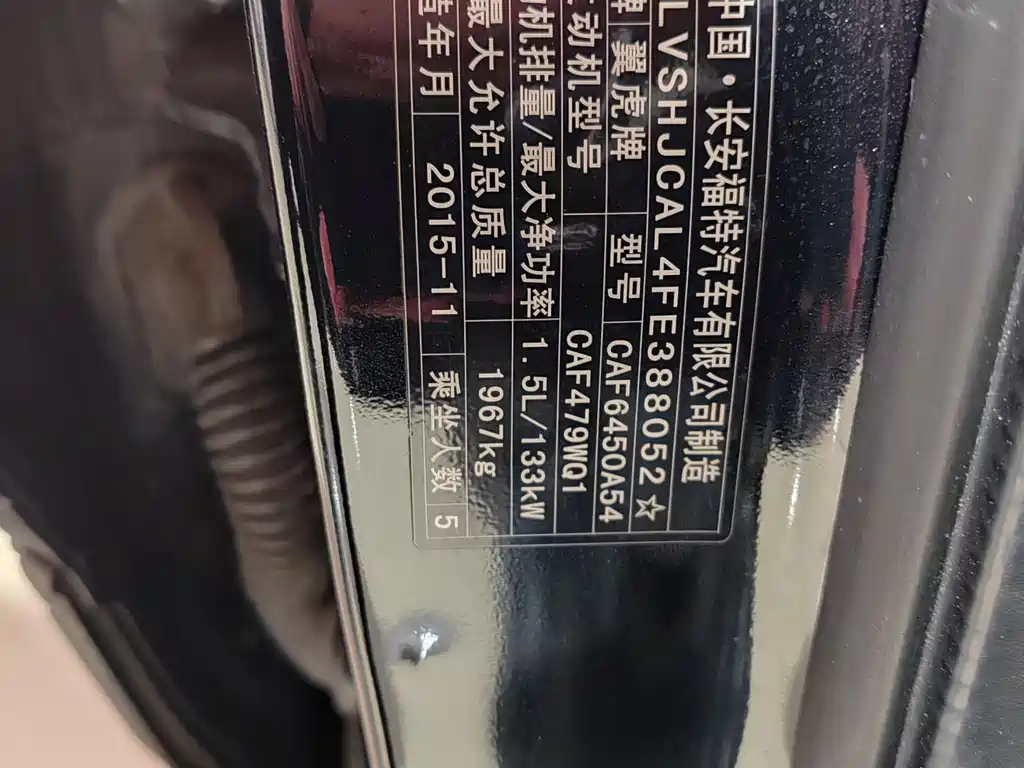 中国·长安福特汽车有限公司制造
LVSHJCAL4FE388052☆
牌 翼虎牌 型号 CAF6450A54
动机型号 CAF479WQ1
机排量/最大净功率 1.5L/133kW
最大允许总质量 1967kg
年月 2015-11 乘坐人数 5